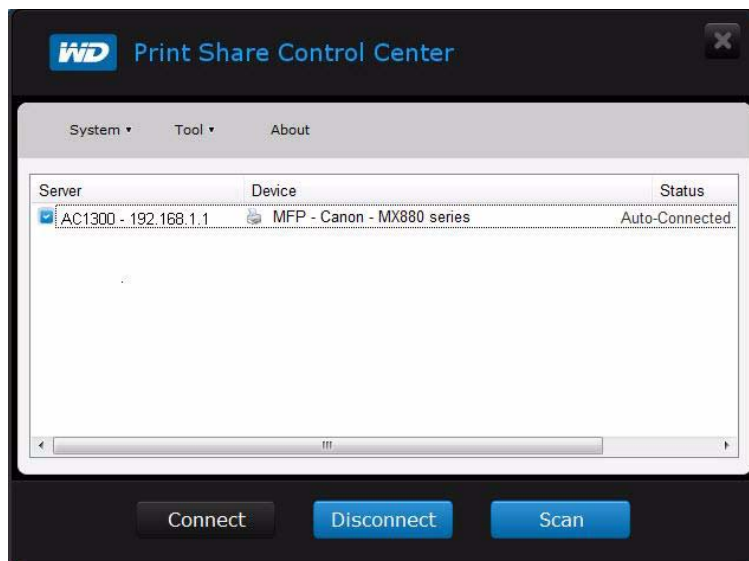 WD Print Share Control Center
System Tool About
Server Device Status
AC1300 - 192.168.1.1 MFP - Canon - MX880 series Auto-Connected
Connect Disconnect Scan